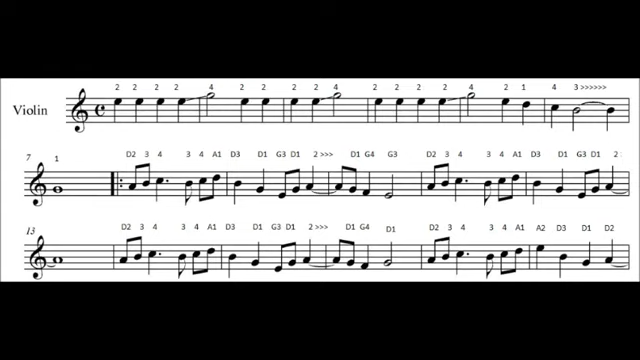 2 2 2 2 4 2 2 2 2 4 2 2 2 2 4 2 2 1 4 3 >>>>>>
Violin
7 1 D2 3 4 3 4 A1 D3 D1 G3 D1 2 >>> D1 G4 G3 D2 3 4 3 4 A1 D3 D1 G3 D1 2
13 D2 3 4 3 4 A1 D3 D1 G3 D1 2 >>> D1 G4 D1 D2 3 4 3 4 A1 A2 D3 D1 D2